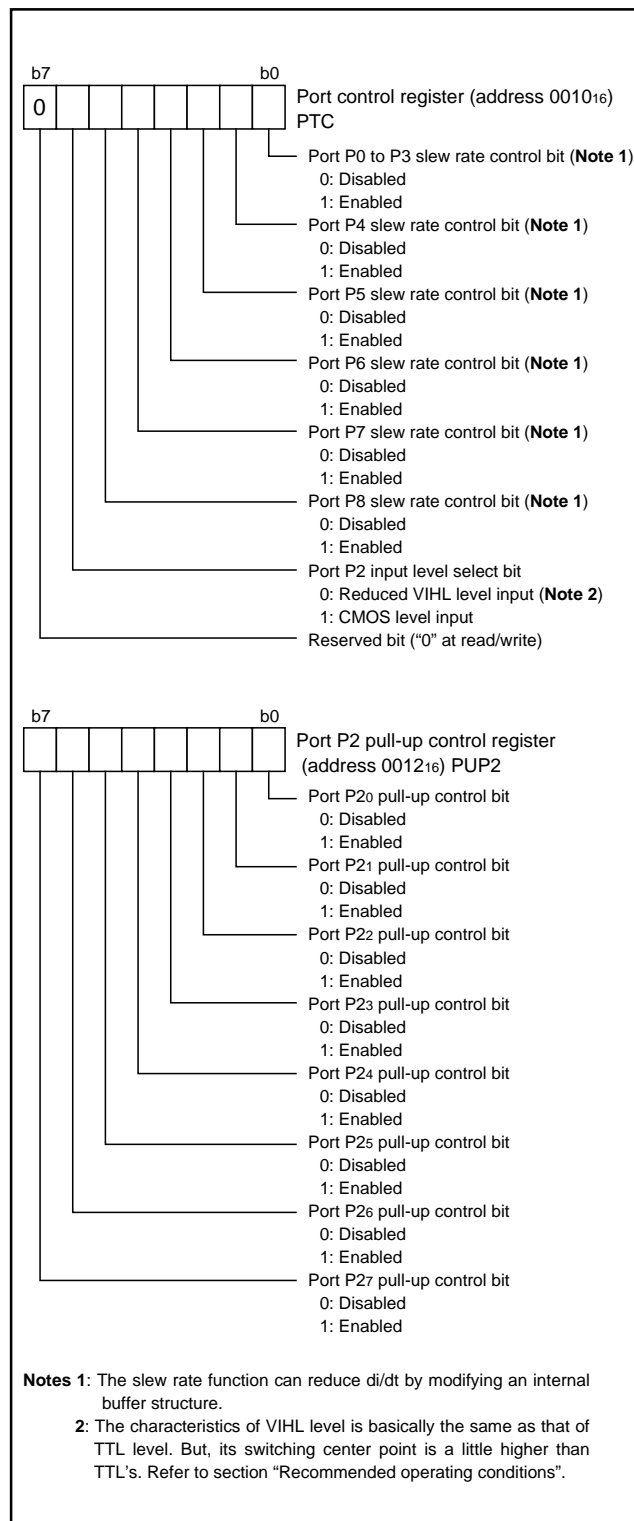 b7 b0
0
Port control register (address 0010₁₆)
PTC
Port P0 to P3 slew rate control bit (Note 1)
0: Disabled
1: Enabled
Port P4 slew rate control bit (Note 1)
0: Disabled
1: Enabled
Port P5 slew rate control bit (Note 1)
0: Disabled
1: Enabled
Port P6 slew rate control bit (Note 1)
0: Disabled
1: Enabled
Port P7 slew rate control bit (Note 1)
0: Disabled
1: Enabled
Port P8 slew rate control bit (Note 1)
0: Disabled
1: Enabled
Port P2 input level select bit
0: Reduced VIHL level input (Note 2)
1: CMOS level input
Reserved bit (“0” at read/write)
b7 b0
Port P2 pull-up control register
(address 0012₁₆) PUP2
Port P2₀ pull-up control bit
0: Disabled
1: Enabled
Port P2₁ pull-up control bit
0: Disabled
1: Enabled
Port P2₂ pull-up control bit
0: Disabled
1: Enabled
Port P2₃ pull-up control bit
0: Disabled
1: Enabled
Port P2₄ pull-up control bit
0: Disabled
1: Enabled
Port P2₅ pull-up control bit
0: Disabled
1: Enabled
Port P2₆ pull-up control bit
0: Disabled
1: Enabled
Port P2₇ pull-up control bit
0: Disabled
1: Enabled
Notes 1: The slew rate function can reduce di/dt by modifying an internal
buffer structure.
2: The characteristics of VIHL level is basically the same as that of
TTL level. But, its switching center point is a little higher than
TTL’s. Refer to section “Recommended operating conditions”.